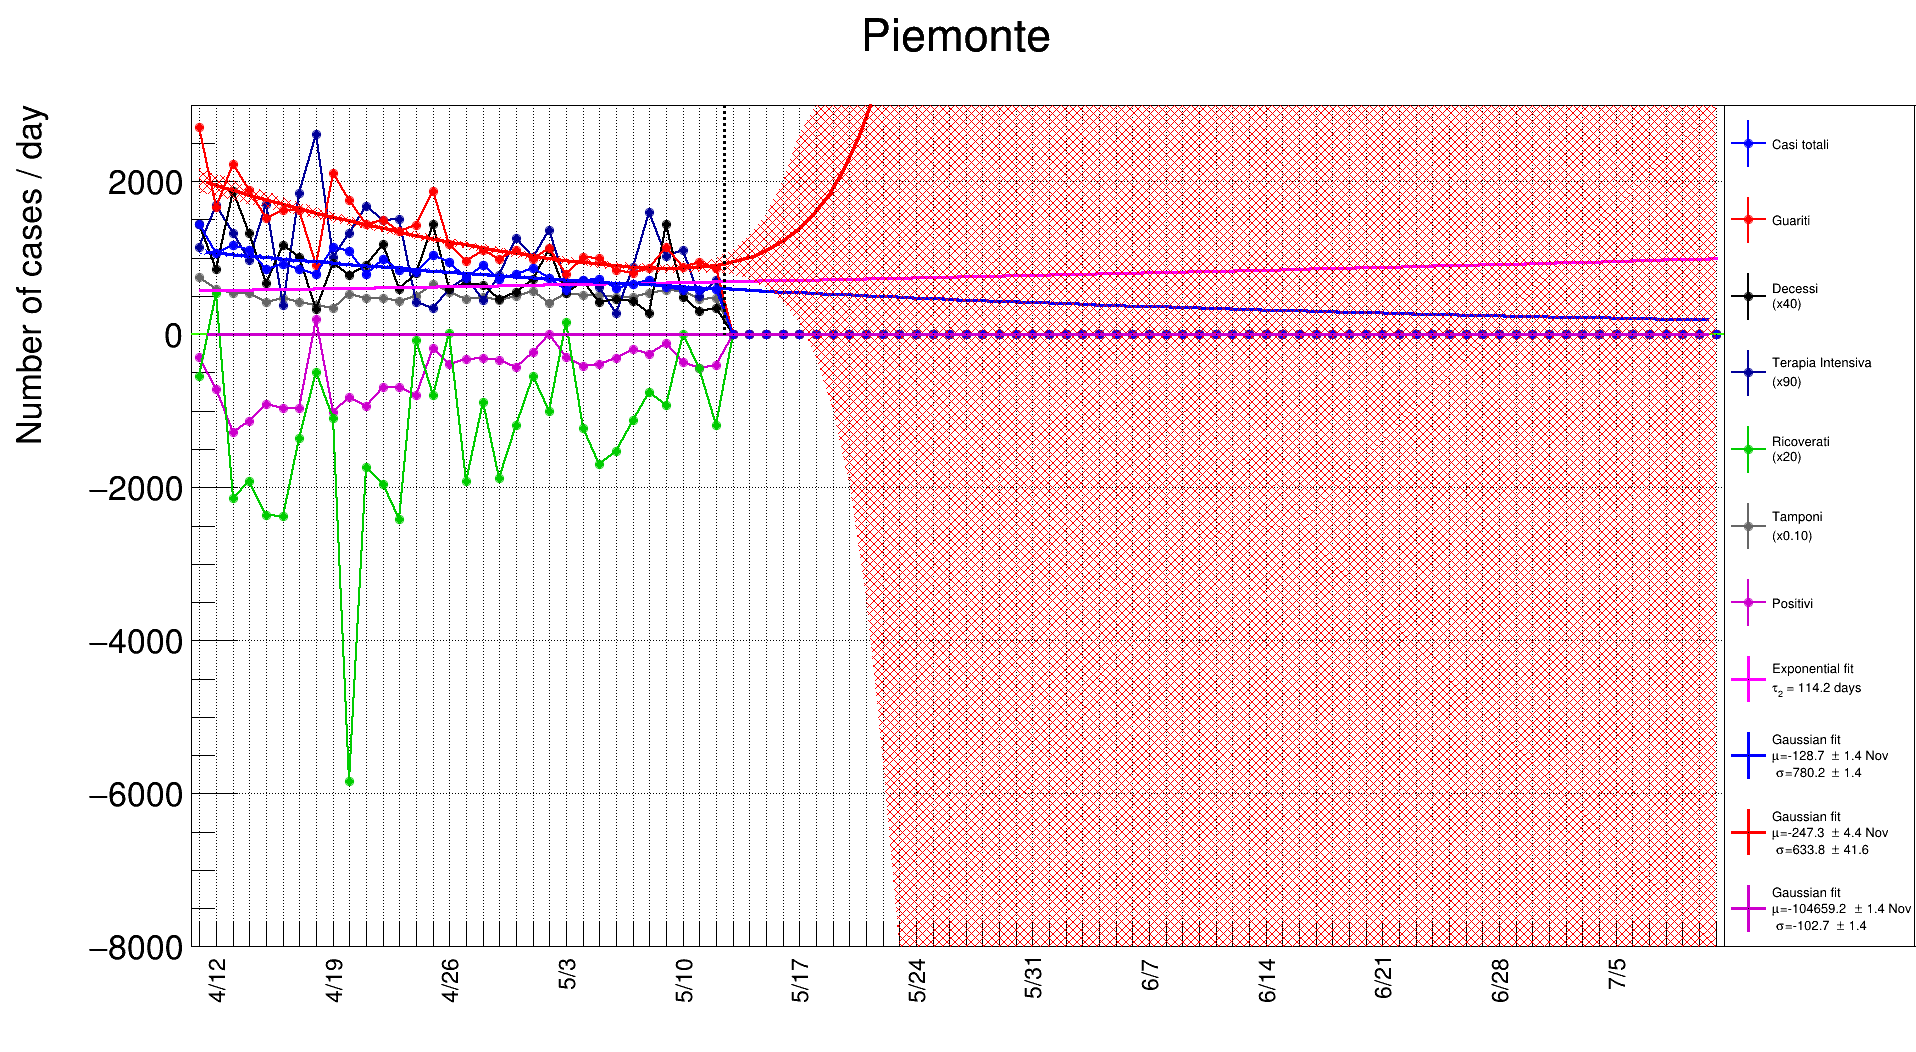 Piemonte
Number of cases / day
2000
0
−2000
−4000
−6000
−8000
4/12
4/19
4/26
5/3
5/10
5/17
5/24
5/31
6/7
6/14
6/21
6/28
7/5
Casi totali
Guariti
Decessi
(x40)
Terapia Intensiva
(x90)
Ricoverati
(x20)
Tamponi
(x0.10)
Positivi
Exponential fit
τ2 = 114.2 days
Gaussian fit
μ=-128.7 ± 1.4 Nov
σ=780.2 ± 1.4
Gaussian fit
μ=-247.3 ± 4.4 Nov
σ=633.8 ± 41.6
Gaussian fit
μ=-104659.2 ± 1.4 Nov
σ=-102.7 ± 1.4